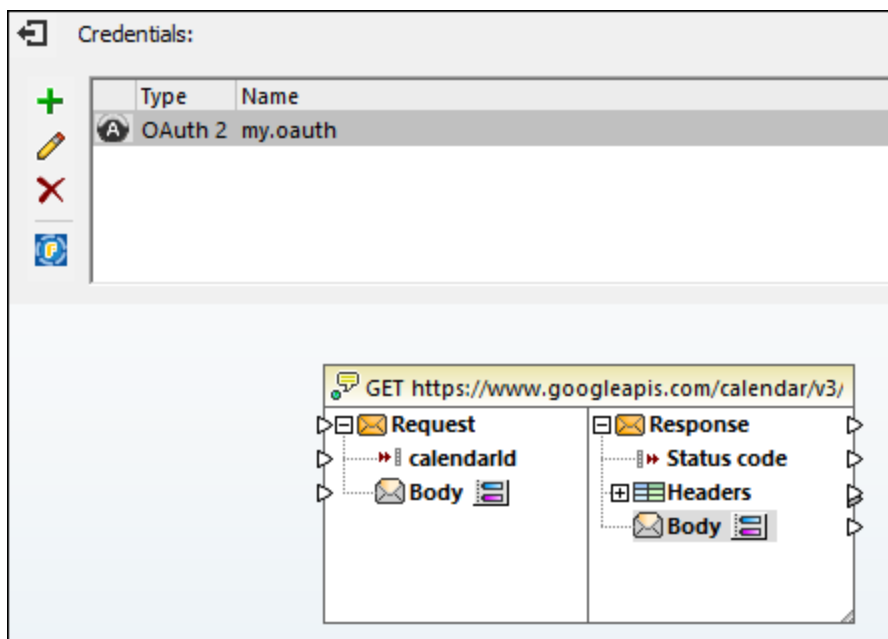 Credentials:
Type Name
OAuth 2 my.oauth
GET https://www.googleapis.com/calendar/v3/
Request Response
calendarId Status code
Body Headers
Body